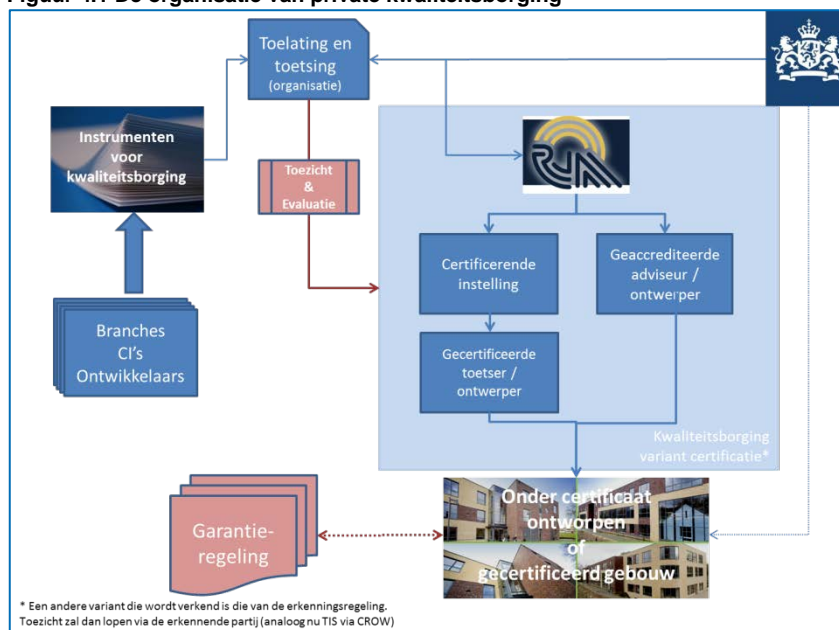 Figuur 4.1 De organisatie van private kwaliteitsborging
Toelating en
toetsing
(organisatie)
Instrumenten
voor
kwaliteitsborging
Toezicht
&
Evaluatie
RvA
Certificerende
instelling
Geaccrediteerde
adviseur /
ontwerper
Branches
CI's
Ontwikkelaars
Gecertificeerde
toetser /
ontwerper
Kwaliteitsborging
variant certificatie*
Garantie-
regeling
Onder certificaat
ontworpen
of
gecertificeerd gebouw
* Een andere variant die wordt verkend is die van de erkenningsregeling.
Toezicht zal dan lopen via de erkennende partij (analoog nu TIS via CROW)